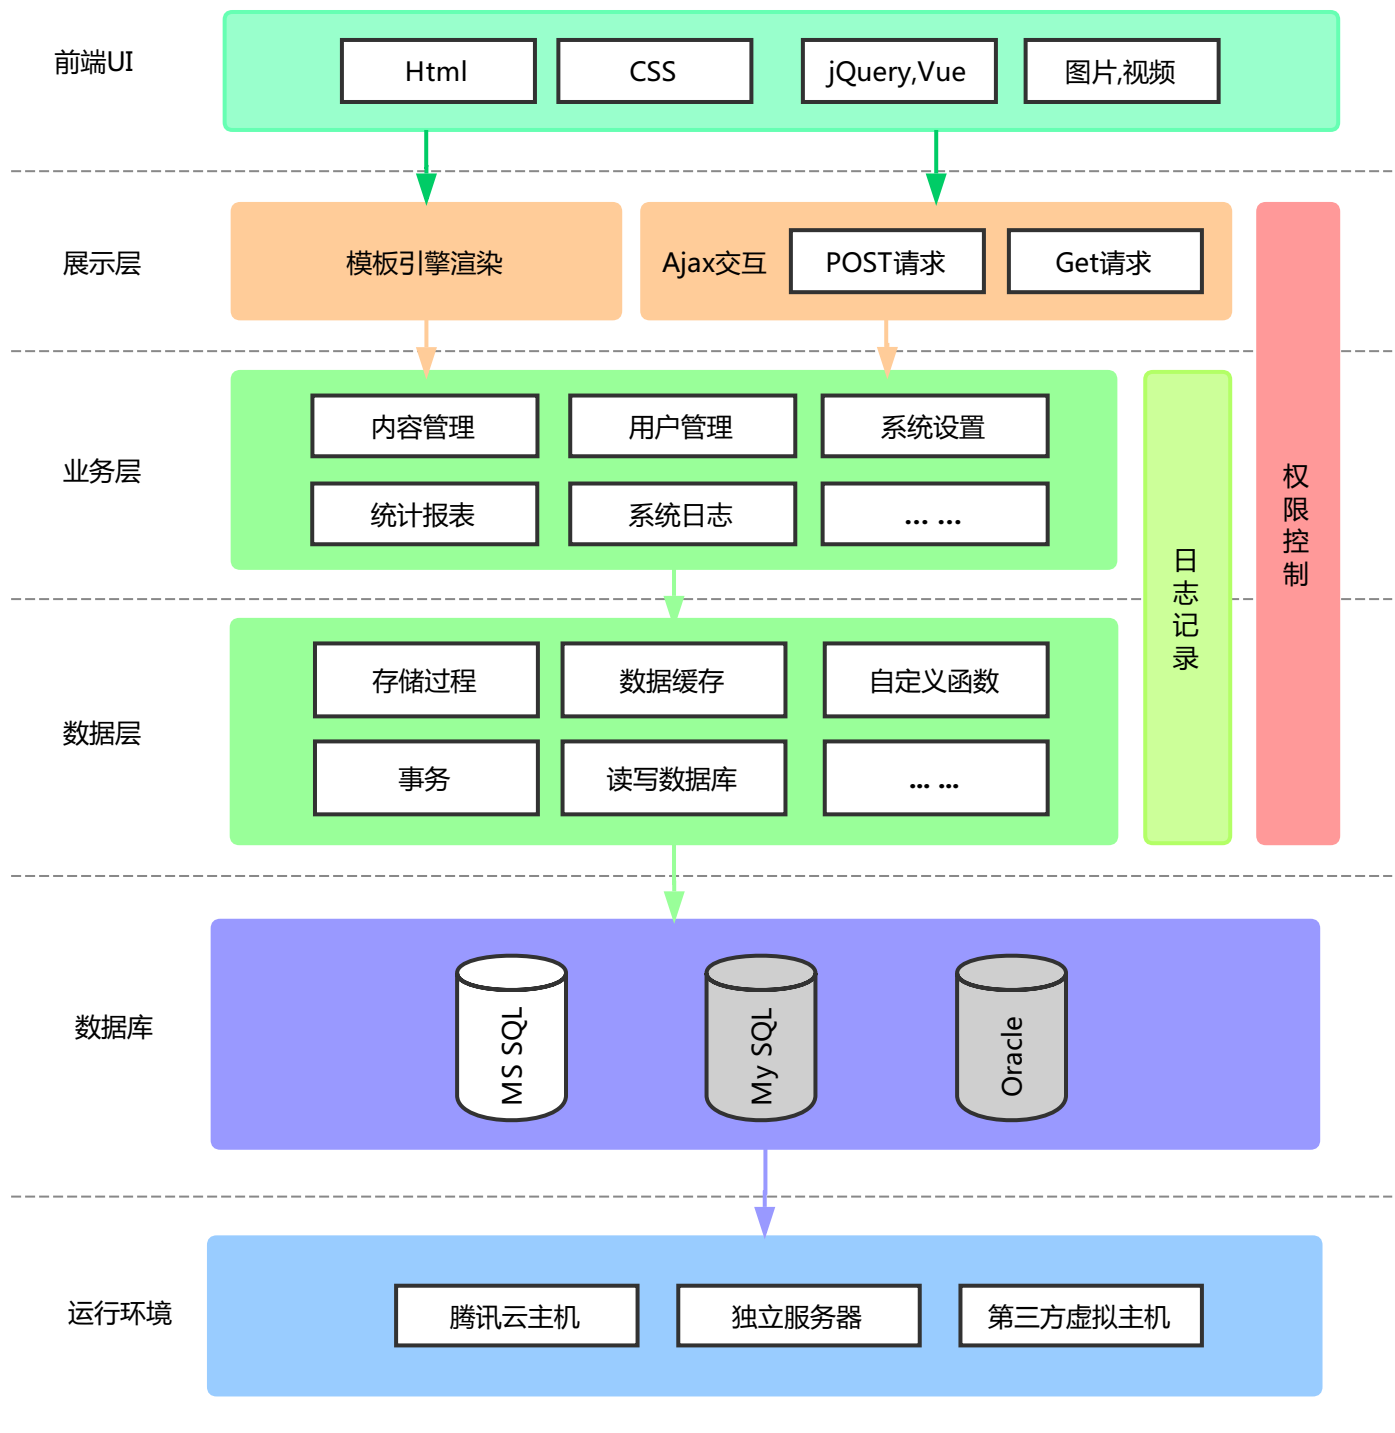 前端UI
Html
CSS
jQuery,Vue
图片,视频
展示层
模板引擎渲染
Ajax交互
POST请求
Get请求
业务层
内容管理
用户管理
系统设置
统计报表
系统日志
... ...
数据层
存储过程
数据缓存
自定义函数
事务
读写数据库
... ...
日志记录
权限控制
数据库
MS SQL
My SQL
Oracle
运行环境
腾讯云主机
独立服务器
第三方虚拟主机